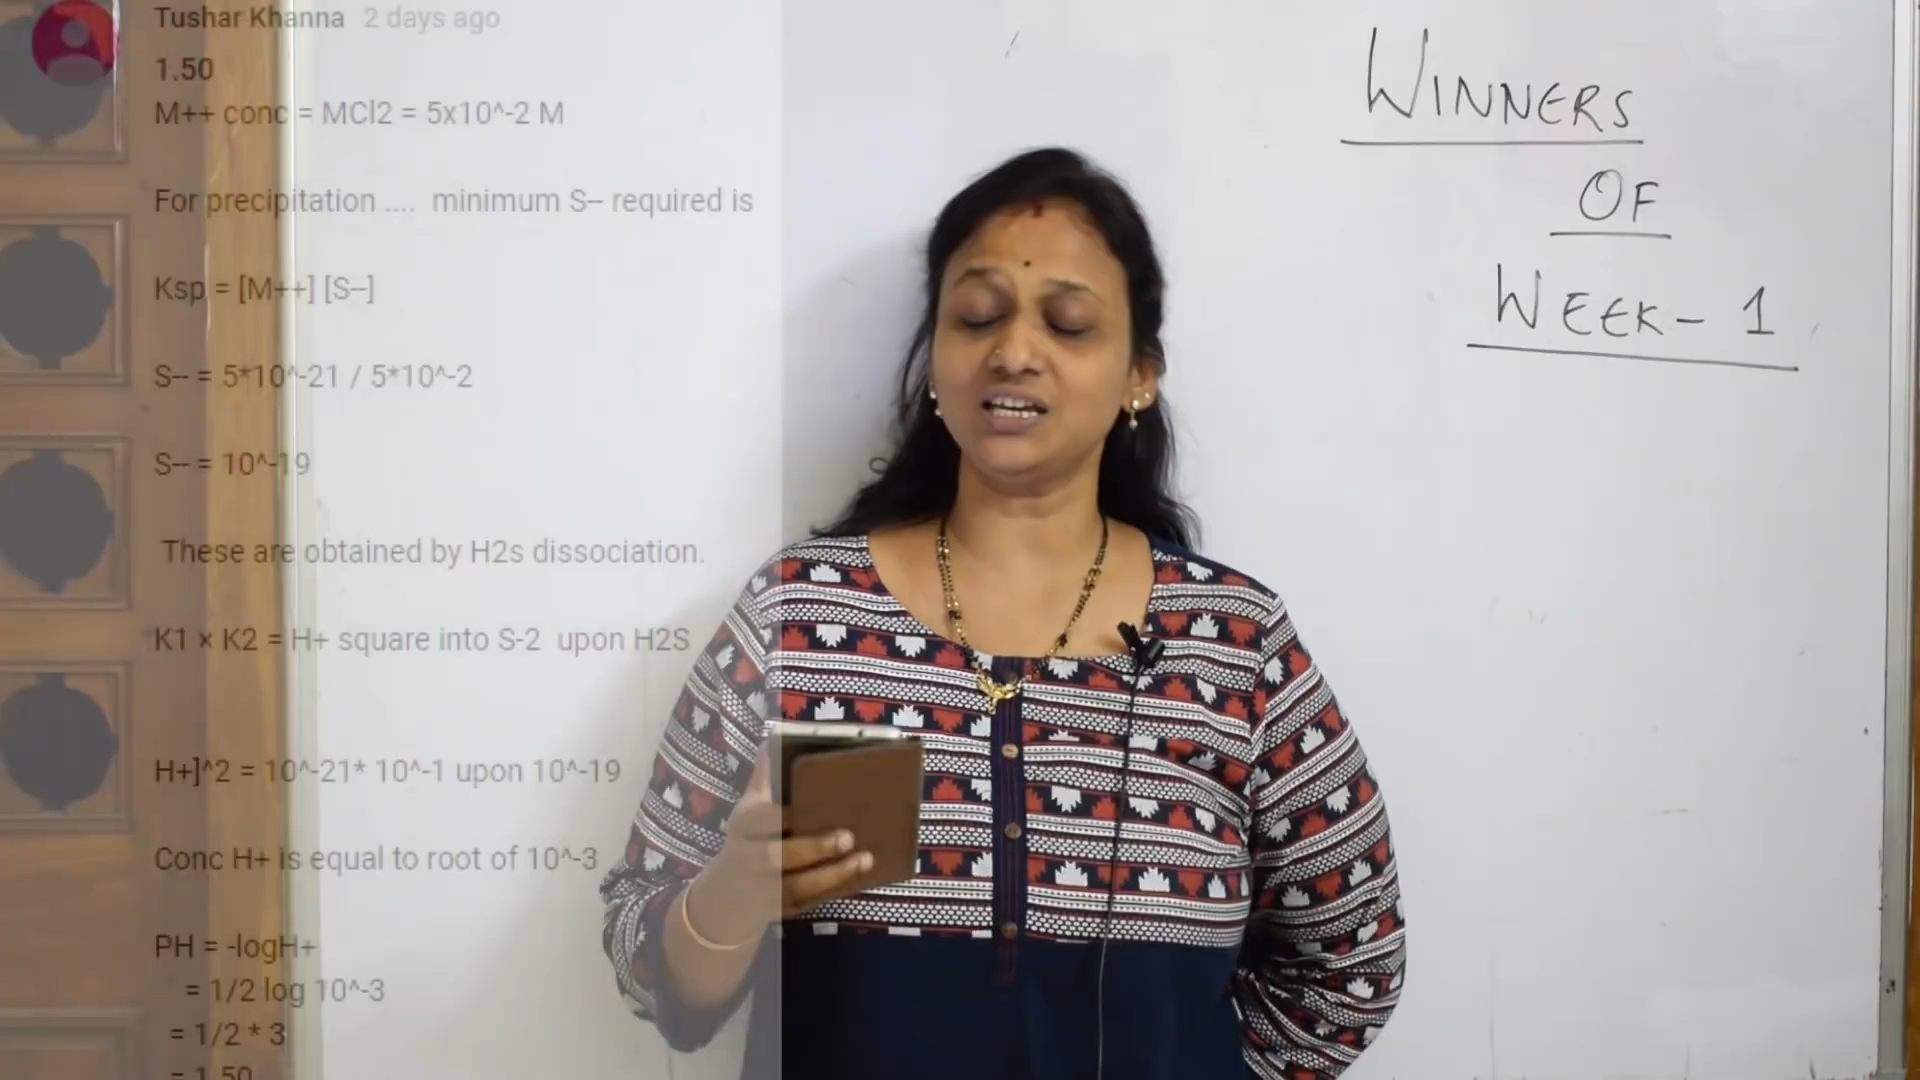 Tushar Khanna 2 days ago
1.50
M++ conc = MCl2 = 5x10^-2 M
For precipitation .... minimum S-- required is
Ksp = [M++] [S--]
S-- = 5*10^-21 / 5*10^-2
S-- = 10^-19
These are obtained by H2s dissociation.
K1 × K2 = H+ square into S-2 upon H2S
H+]^2 = 10^-21* 10^-1 upon 10^-19
Conc H+ is equal to root of 10^-3
PH = -logH+
= 1/2 log 10^-3
= 1/2 * 3
= 1.50
WINNERS
OF
WEEK - 1